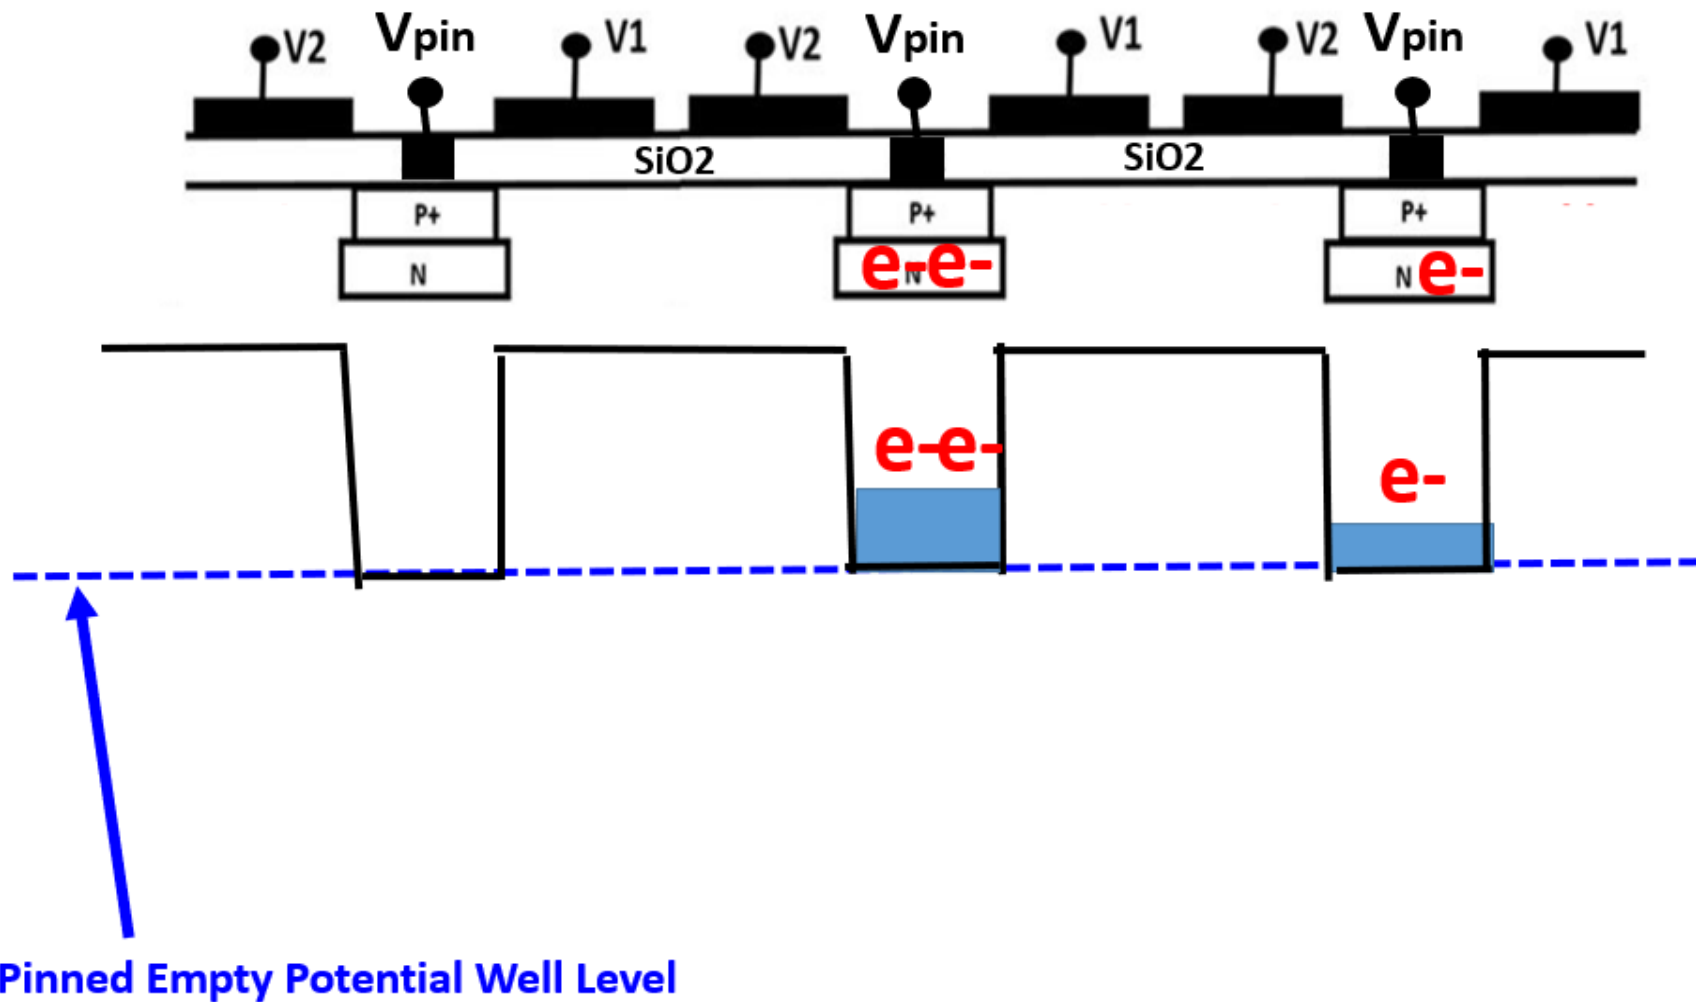 V2 Vpin V1 V2 Vpin V1 V2 Vpin V1
SiO2 SiO2
P+ P+ P+
N e- N e- N e-
e- e- e-
Pinned Empty Potential Well Level